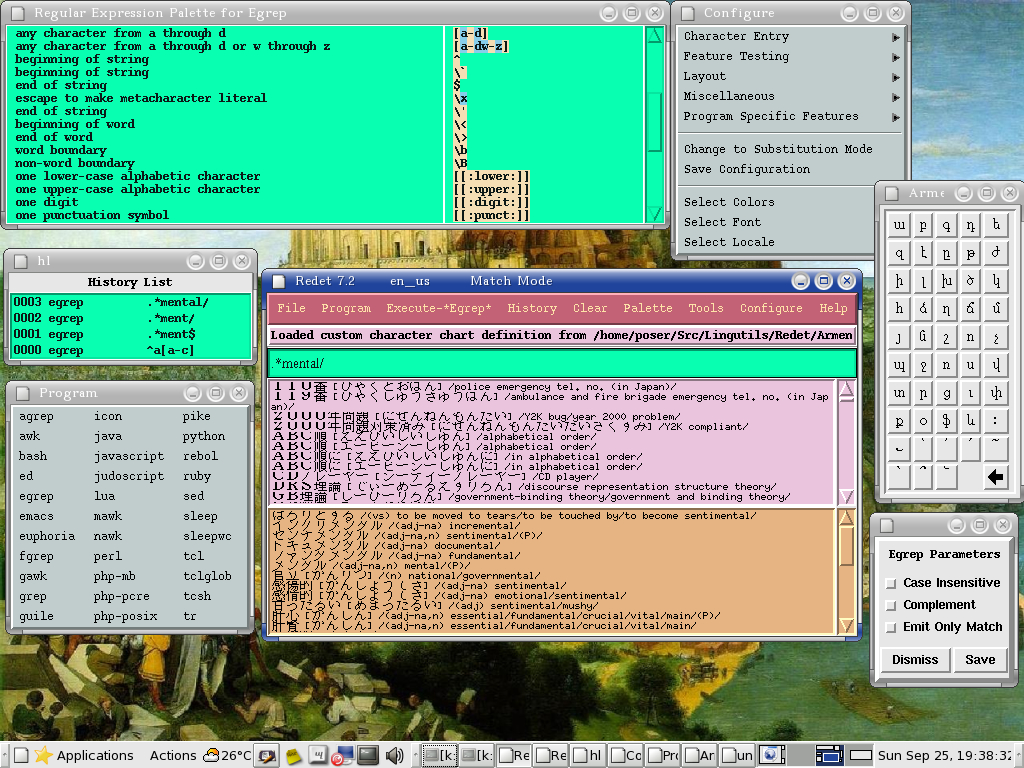 Regular Expression Palette for Egrep
any character from a through d [a-d]
any character from a through d or w through z [a-dw-z]
beginning of string ^
beginning of string \`
end of string $
escape to make metacharacter literal \x
end of string \'
beginning of word \<
end of word \>
word boundary \b
non-word boundary \B
one lower-case alphabetic character [[:lower:]]
one upper-case alphabetic character [[:upper:]]
one digit [[:digit:]]
one punctuation symbol [[:punct:]]
Configure
Character Entry
Feature Testing
Layout
Miscellaneous
Program Specific Features
Change to Substitution Mode
Save Configuration
Select Colors
Select Font
Select Locale
hl
History List
0003 egrep .*mental/
0002 egrep .*ment/
0001 egrep .*ment$
0000 egrep ^a[a-c]
Program
agrep icon pike
awk java python
bash javascript rebol
ed judoscript ruby
egrep lua sed
emacs mawk sleep
euphoria nawk sleepwc
fgrep perl tcl
gawk php-mb tclglob
grep php-pcre tcsh
guile php-posix tr
Redet 7.2 en_us Match Mode
File Program Execute-*Egrep* History Clear Palette Tools Configure Help
Loaded custom character chart definition from /home/poser/Src/Lingutils/Redet/Armen
.*mental/
110番 [ひゃくとおばん] /police emergency tel. no. (in Japan)/
119番 [ひゃくじゅうきゅうばん] /ambulance and fire brigade emergency tel. no. (in Jap
an)/
2000年問題 [にせんねんもんだい] /Y2K bug/year 2000 problem/
2000年問題対策済み [にせんねんもんだいたいさくずみ] /Y2K compliant/
ABC順 [ええびいしいじゅん] /alphabetical order/
ABC順 [エービーシーじゅん] /alphabetical order/
ABC順に [ええびいしいじゅんに] /in alphabetical order/
ABC順に [エービーシーじゅんに] /in alphabetical order/
CDプレーヤー [シーディープレーヤー] /CD player/
DRS理論 [でぃーあーるえすりろん] /discourse representation structure theory/
GB理論 [じーびーりろん] /government-binding theory/government and binding theory/
ほろりとする /(vs) to be moved to tears/to be touched by/to become sentimental/
インクリメンタル /(adj-na) incremental/
センチメンタル /(adj-na,n) sentimental/(P)/
ドキュメンタル /(adj-na) documental/
ファンダメンタル /(adj-na) fundamental/
メンタル /(adj-na,n) mental/(P)/
官立 [かんりつ] /(n) national/governmental/
感傷的 [かんしょうてき] /(adj-na) sentimental/
感情的 [かんじょうてき] /(adj-na) emotional/sentimental/
甘ったるい [あまったるい] /(adj) sentimental/mushy/
肝心 [かんじん] /(adj-na,n) essential/fundamental/crucial/vital/main/(P)/
肝腎 [かんじん] /(adj-na,n) essential/fundamental/crucial/vital/main/
Arme
ա բ գ դ ե
զ է ը թ ժ
ի լ խ ծ կ
հ ձ ղ ճ մ
յ ն շ ո չ
պ ջ ռ ս վ
տ ր ց ւ փ
ք օ ֆ և ։
Egrep Parameters
Case Insensitive
Complement
Emit Only Match
Dismiss Save
Applications Actions 26°C [k: [k: Re Re hl Co Pro Ar un Sun Sep 25, 19:38:32